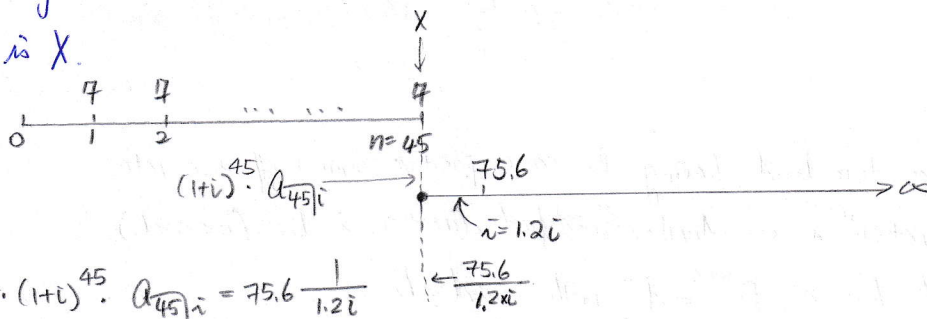 X
is X.
7 17 ... ... 7
0 1 2 n=45
(1+i)^45 · a_45|i
75.6
∞
i=1.2i
. (1+i)^45 · a_45|i = 75.6 1/1.2i
75.6/1.2×i